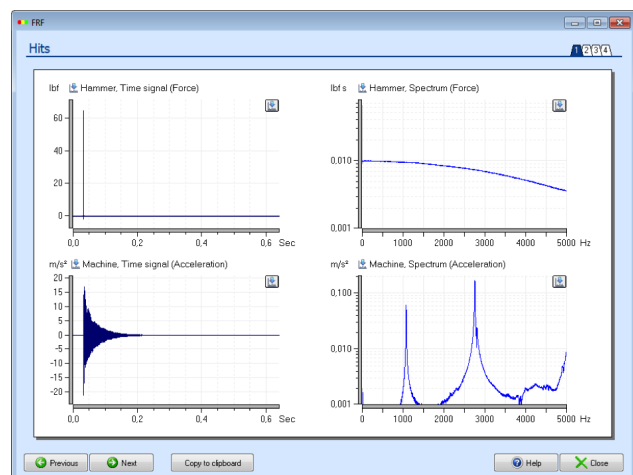 FRF
Hits
1 2 3 4
lbf Hammer, Time signal (Force)
60
40
20
0
0,0 0,2 0,4 0,6 Sec
lbf s Hammer, Spectrum (Force)
0.010
0.001
0 1000 2000 3000 4000 5000 Hz
m/s² Machine, Time signal (Acceleration)
20
15
10
5
0
-5
-10
-15
-20
0,0 0,2 0,4 0,6 Sec
m/s² Machine, Spectrum (Acceleration)
0,100
0.010
0.001
0 1000 2000 3000 4000 5000 Hz
Previous Next Copy to clipboard Help Close